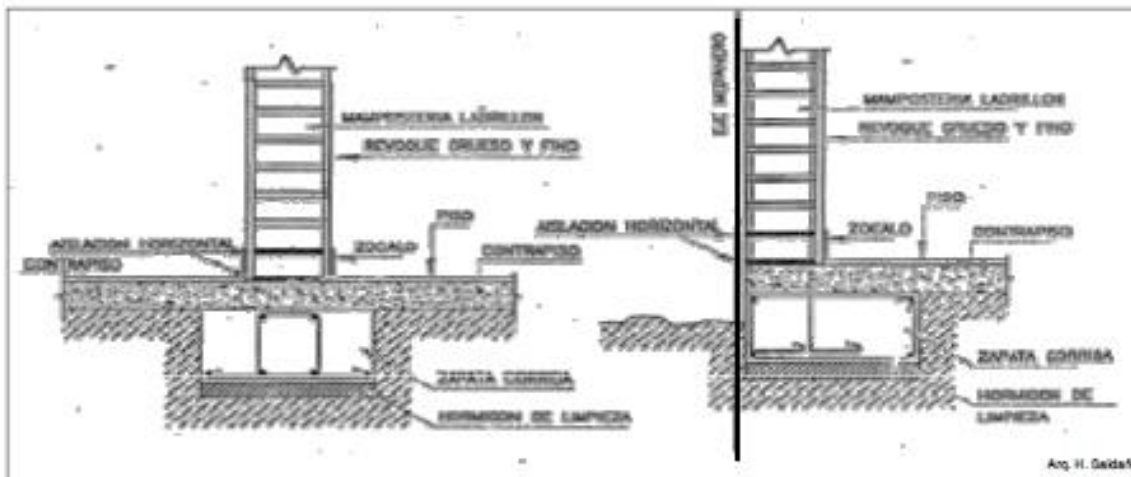 MAMPOSTERIA LADRILLOS
REVOQUE GRUESO Y FINO
PISO
AISLACION HORIZONTAL
ZOCALO
CONTRAPISO
CONTRAPISO
ZAPATA CORRIDA
HORMIGON DE LIMPIEZA
EJE MEDIANERO
MAMPOSTERIA LADRILLOS
REVOQUE GRUESO Y FINO
PISO
AISLACION HORIZONTAL
ZOCALO
CONTRAPISO
ZAPATA CORRIDA
HORMIGON DE
LIMPIEZA
Arq. H.